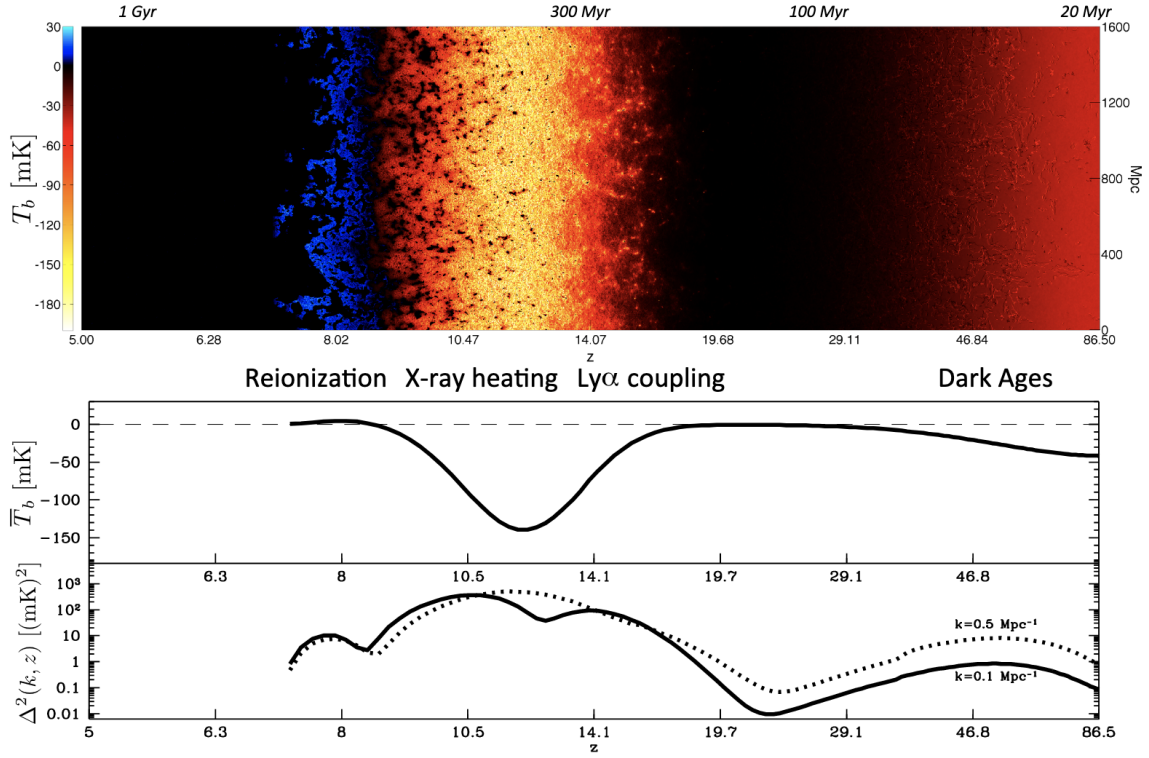 1 Gyr 300 Myr 100 Myr 20 Myr
30
0
-30
-60
-90
-120
-150
-180
T_b [mK]
1600
1200
800
400
0
Mpc
5.00 6.28 8.02 10.47 14.07 19.68 29.11 46.84 86.50
z
Reionization X-ray heating Lyα coupling Dark Ages
0
−50
−100
−150
T̅_b [mK]
6.3 8 10.5 14.1 19.7 29.1 46.8
10³
10²
10
1
0.1
0.01
Δ²(k, z) [(mK)²]
k=0.5 Mpc⁻¹
k=0.1 Mpc⁻¹
5 6.3 8 10.5 14.1 19.7 29.1 46.8 86.5
z